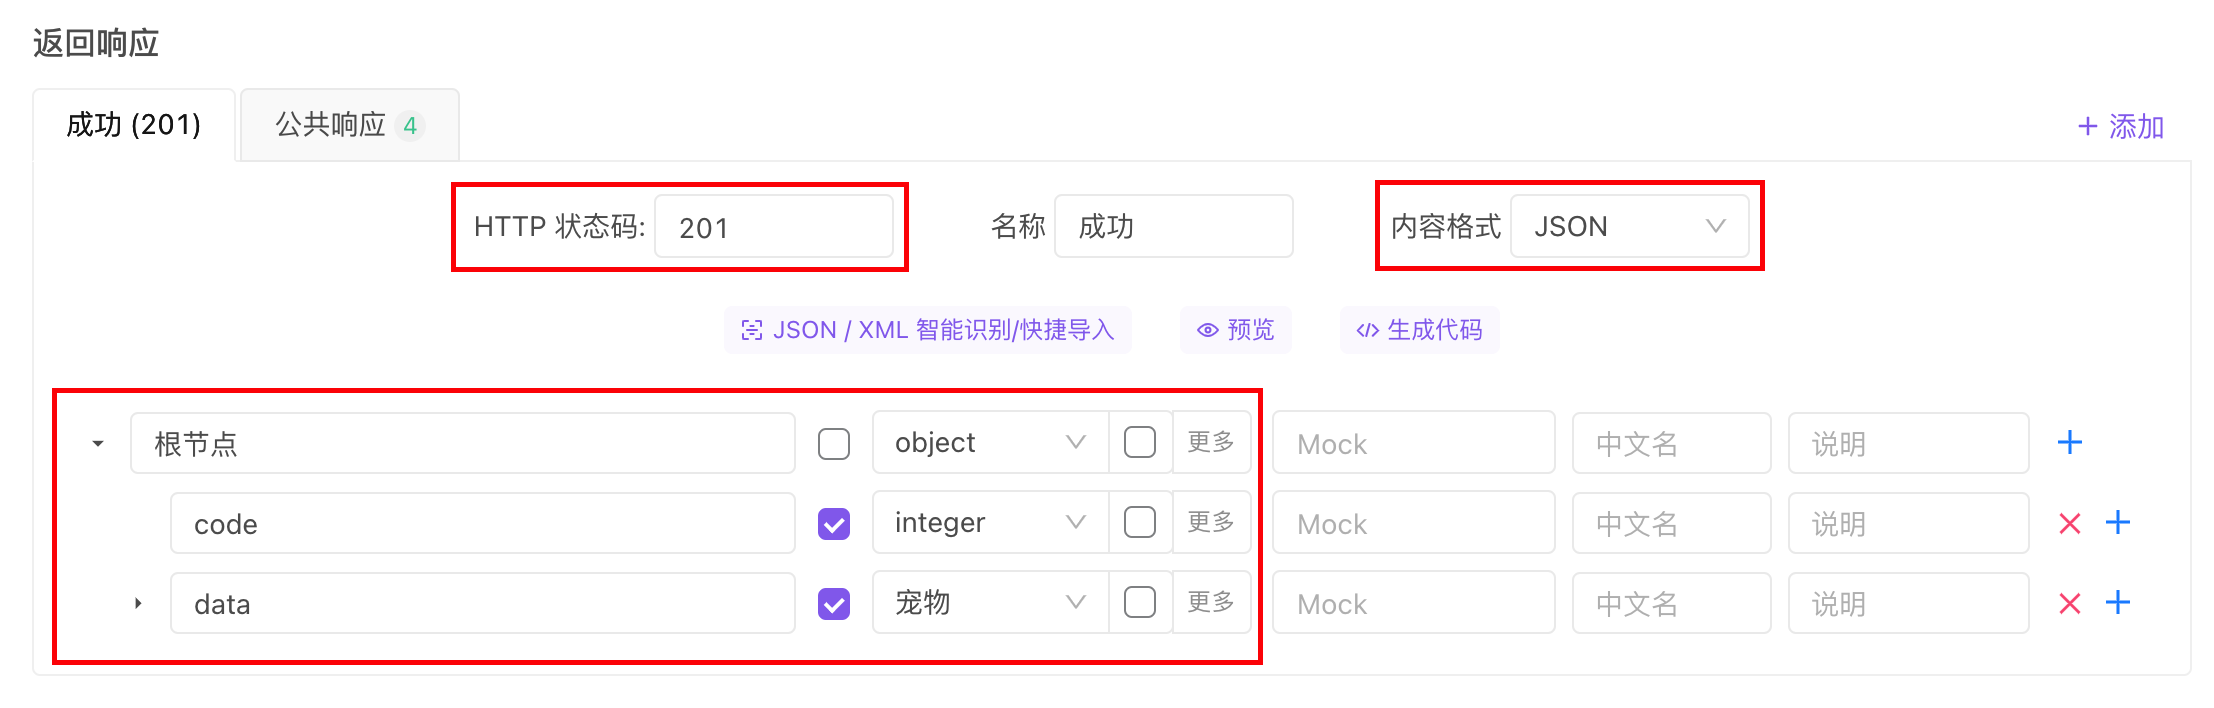 返回响应
成功 (201) 公共响应 4 + 添加
HTTP 状态码: 201 名称 成功 内容格式 JSON
JSON / XML 智能识别/快捷导入 预览 </> 生成代码
根节点 object 更多 Mock 中文名 说明
code integer 更多 Mock 中文名 说明
data 宠物 更多 Mock 中文名 说明